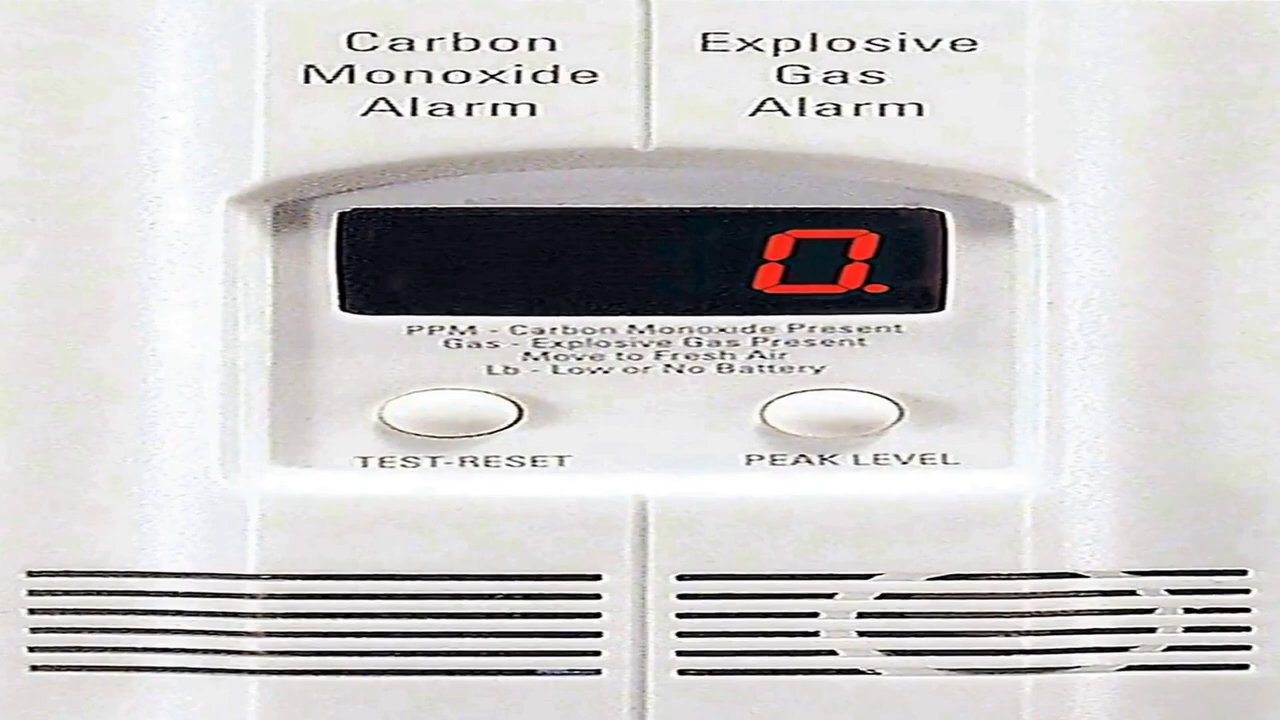 Carbon
Monoxide
Alarm
Explosive
Gas
Alarm
0.
PPM - Carbon Monoxide Present
Gas - Explosive Gas Present
Move to Fresh Air
Lb - Low or No Battery
TEST-RESET
PEAK LEVEL